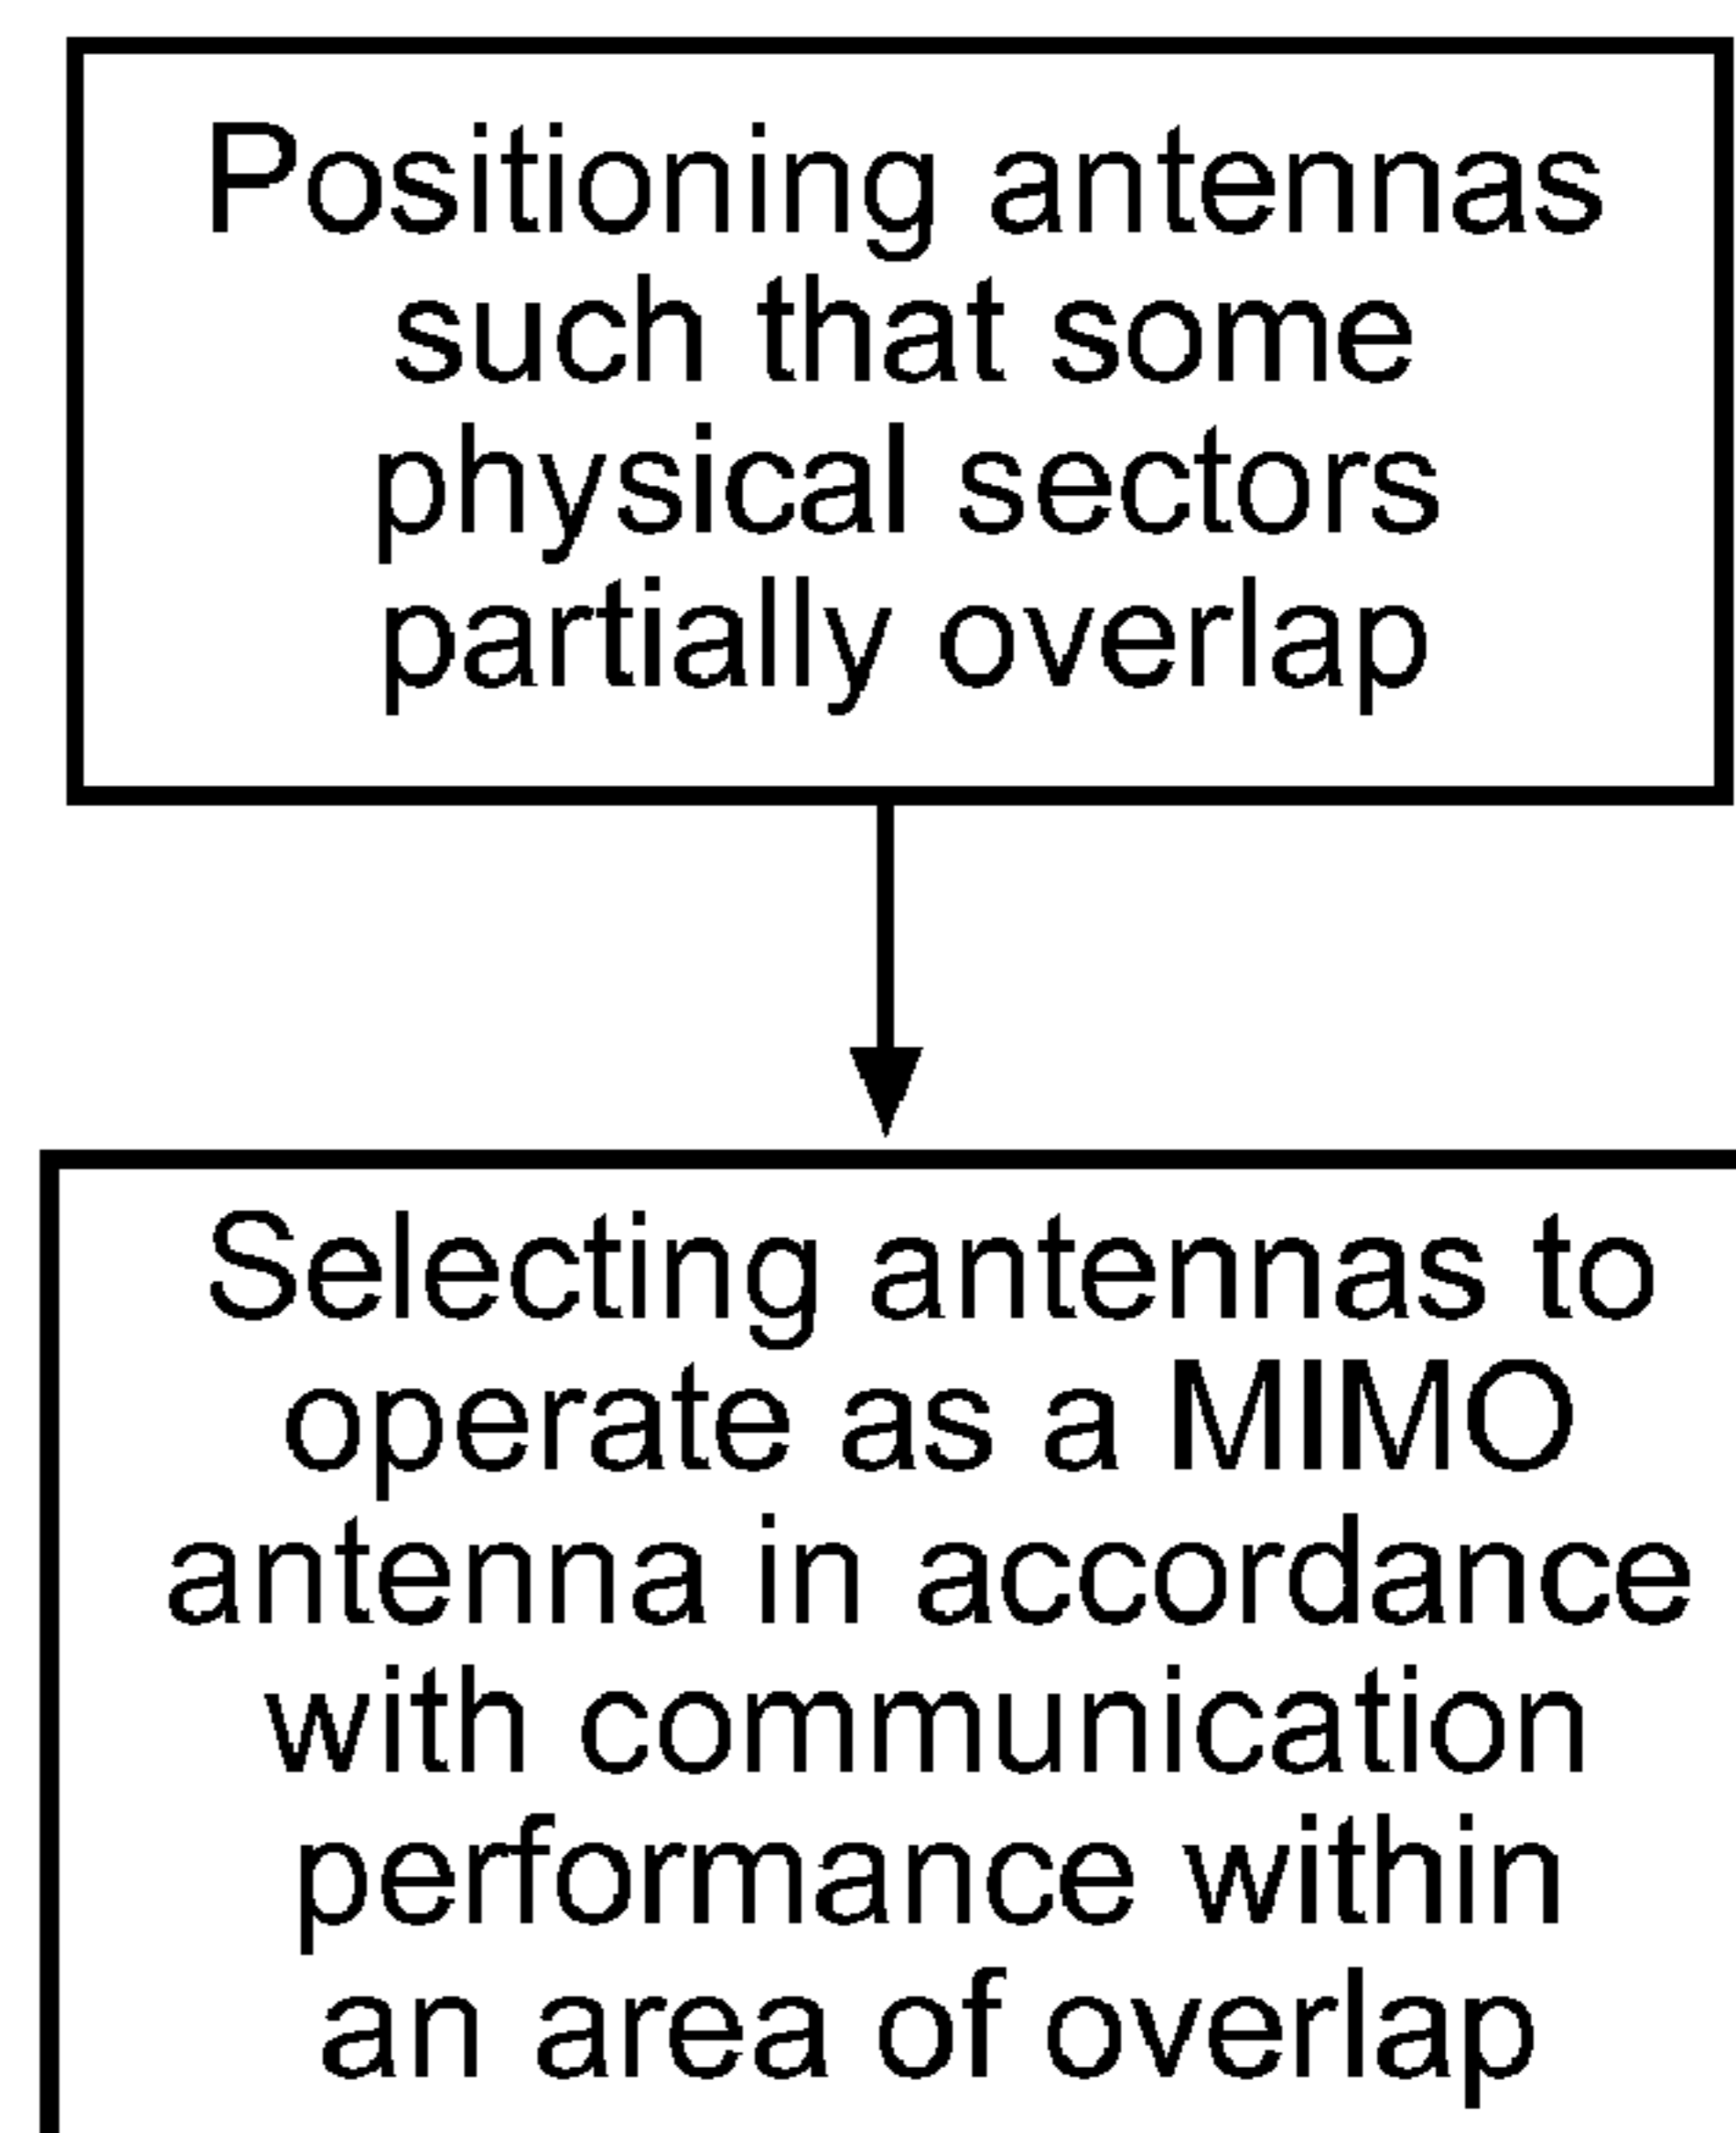 Positioning antennas
such that some
physical sectors
partially overlap
Selecting antennas to
operate as a MIMO
antenna in accordance
with communication
performance within
an area of overlap